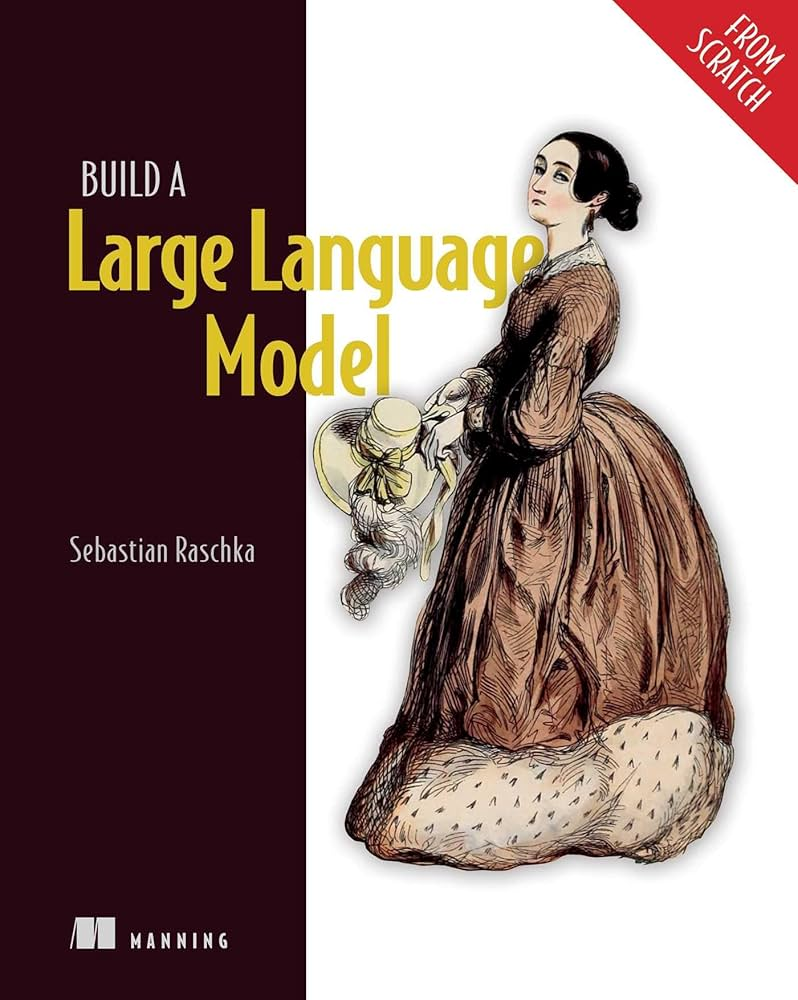 FROM
SCRATCH
BUILD A
Large Language
Model
Sebastian Raschka
MANNING